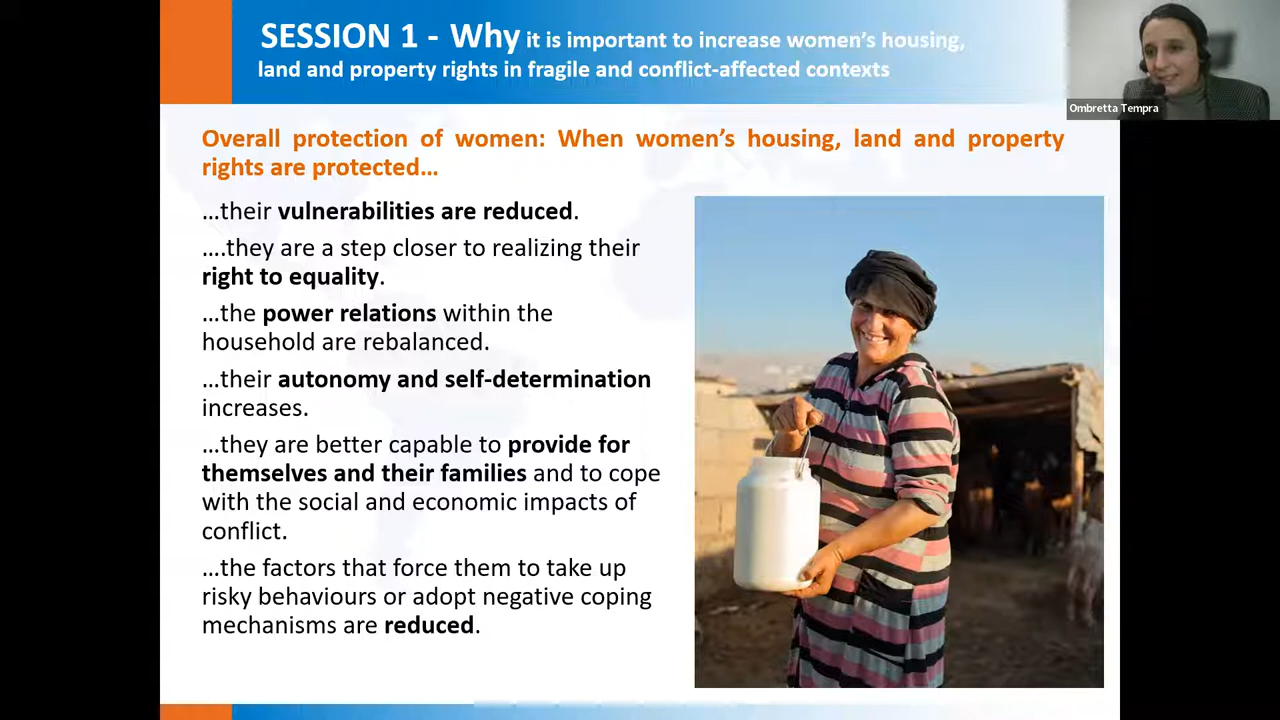 SESSION 1 - Why it is important to increase women's housing,
land and property rights in fragile and conflict-affected contexts
Ombretta Tempra
Overall protection of women: When women's housing, land and property
rights are protected…
…their vulnerabilities are reduced.
….they are a step closer to realizing their
right to equality.
…the power relations within the
household are rebalanced.
…their autonomy and self-determination
increases.
…they are better capable to provide for
themselves and their families and to cope
with the social and economic impacts of
conflict.
…the factors that force them to take up
risky behaviours or adopt negative coping
mechanisms are reduced.